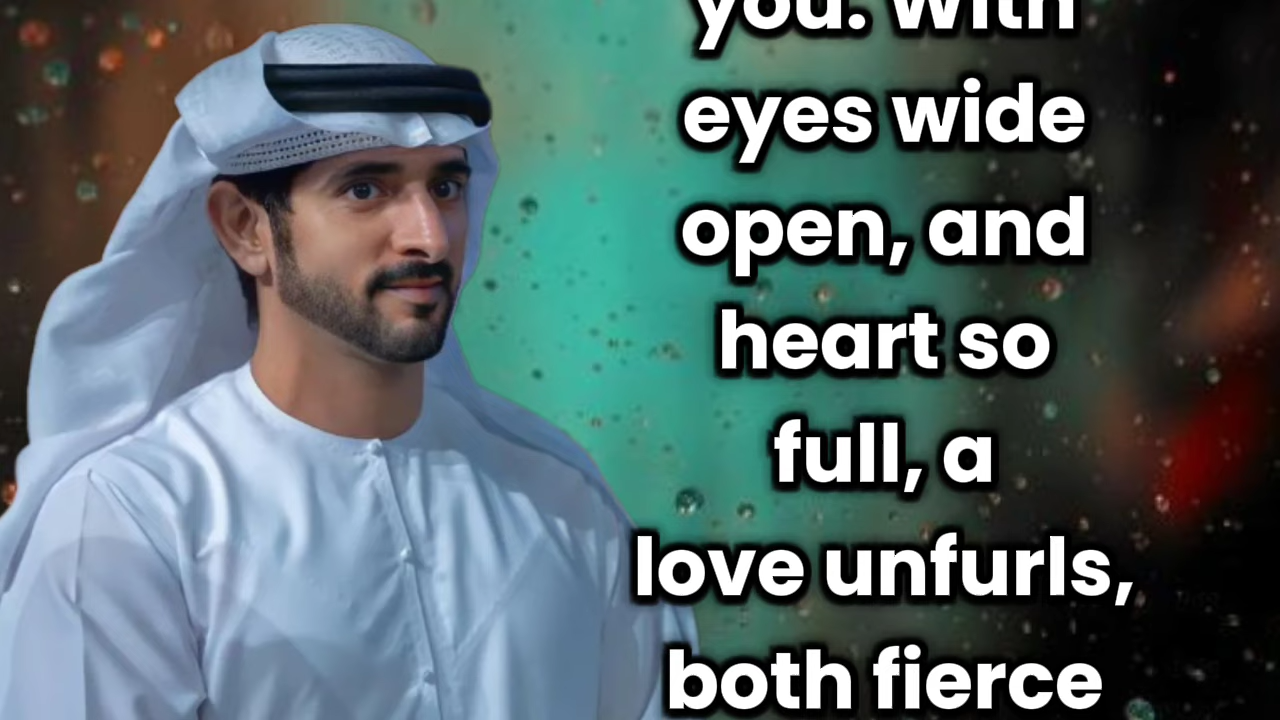 you. With
eyes wide
open, and
heart so
full, a
love unfurls,
both fierce